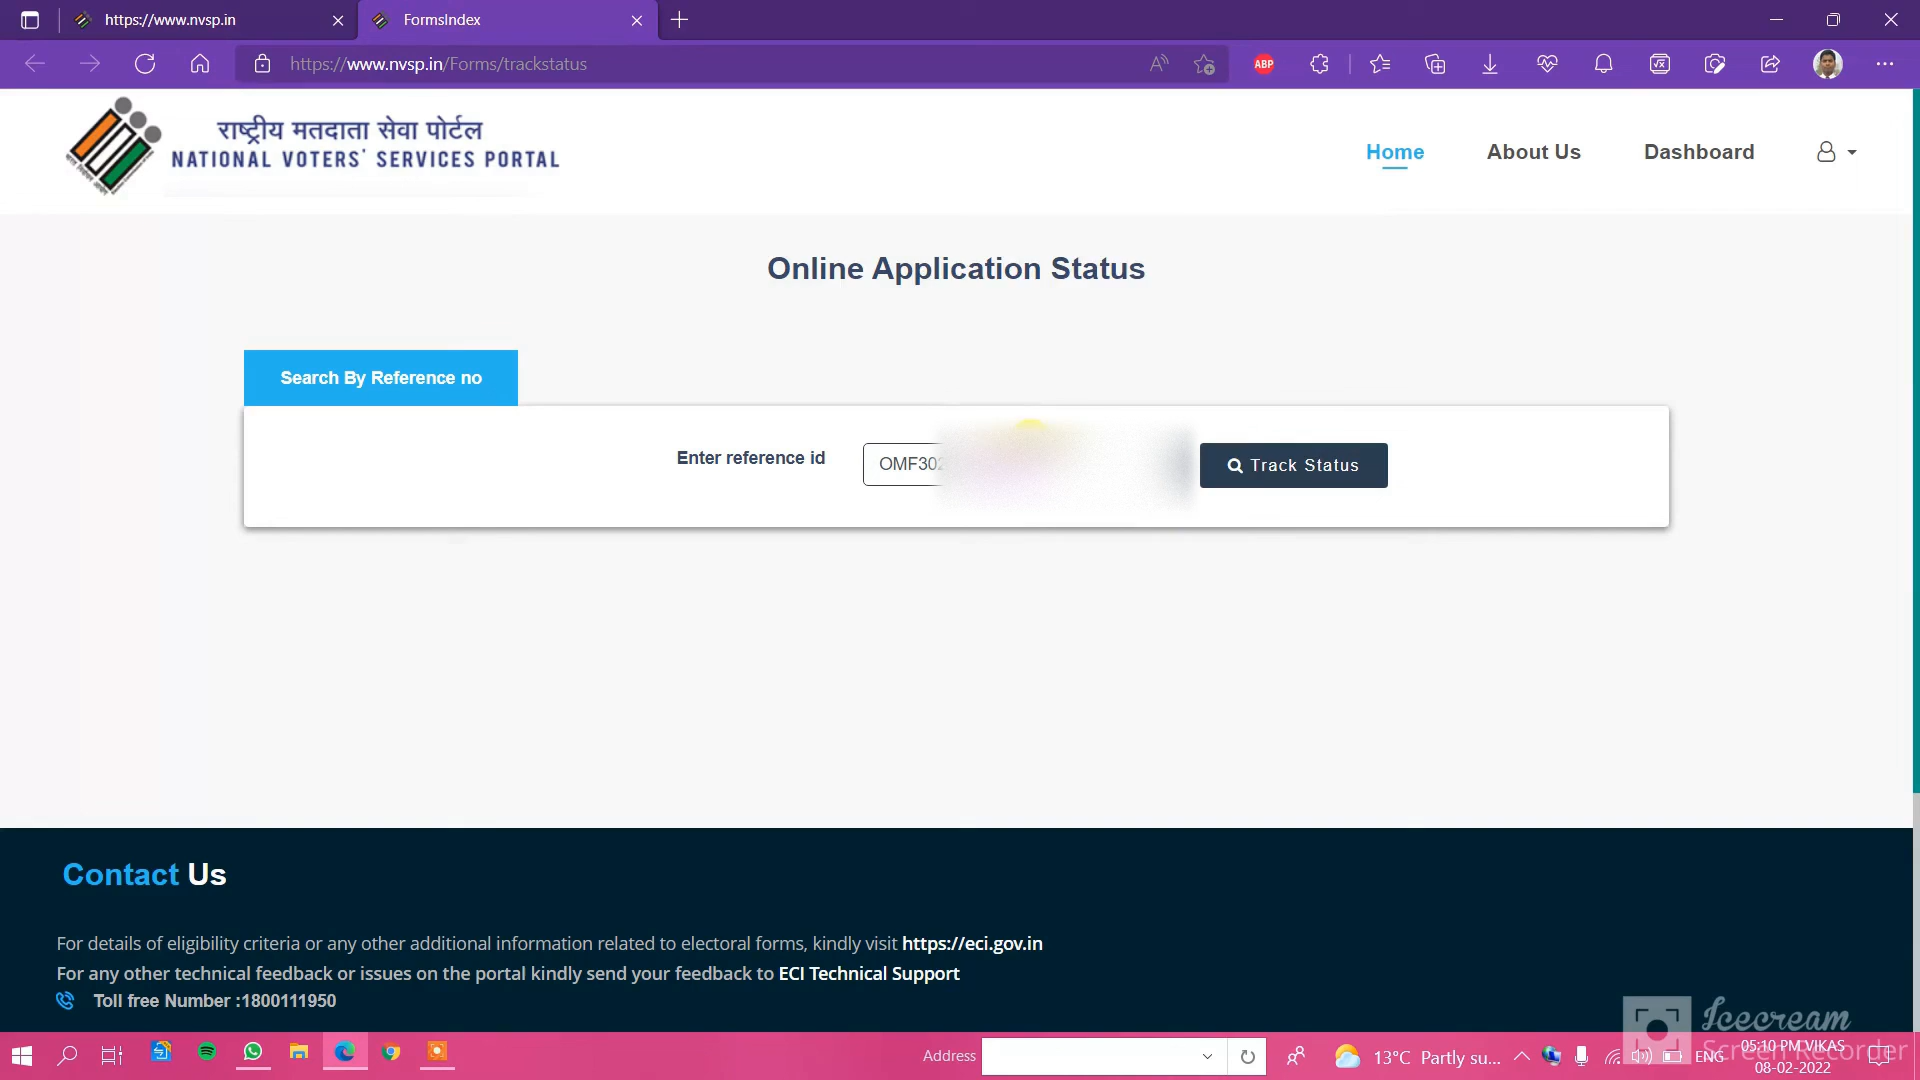 https://www.nvsp.in
FormsIndex
https://www.nvsp.in/Forms/trackstatus
ABP
राष्ट्रीय मतदाता सेवा पोर्टल
NATIONAL VOTERS' SERVICES PORTAL
Home
About Us
Dashboard
Online Application Status
Search By Reference no
Enter reference id
OMF302
Track Status
Contact Us
For details of eligibility criteria or any other additional information related to electoral forms, kindly visit https://eci.gov.in
For any other technical feedback or issues on the portal kindly send your feedback to ECI Technical Support
Toll free Number :1800111950
Icecream
Screen Recorder
Address
13°C Partly su...
ENG
05:10 PM VIKAS
08-02-2022